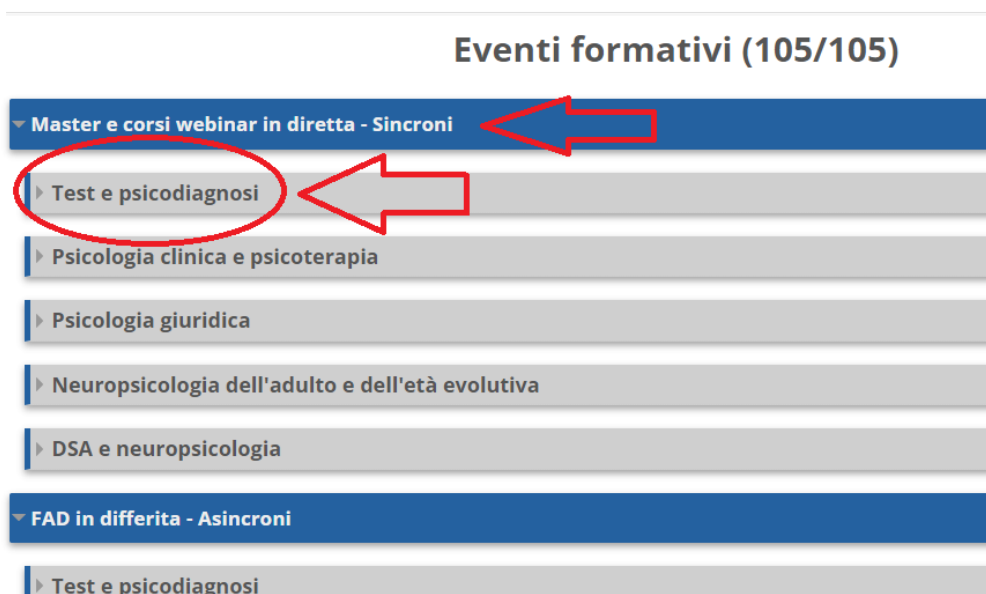 Eventi formativi (105/105)
Master e corsi webinar in diretta - Sincroni
Test e psicodiagnosi
Psicologia clinica e psicoterapia
Psicologia giuridica
Neuropsicologia dell'adulto e dell'età evolutiva
DSA e neuropsicologia
FAD in differita - Asincroni
Test e psicodiagnosi